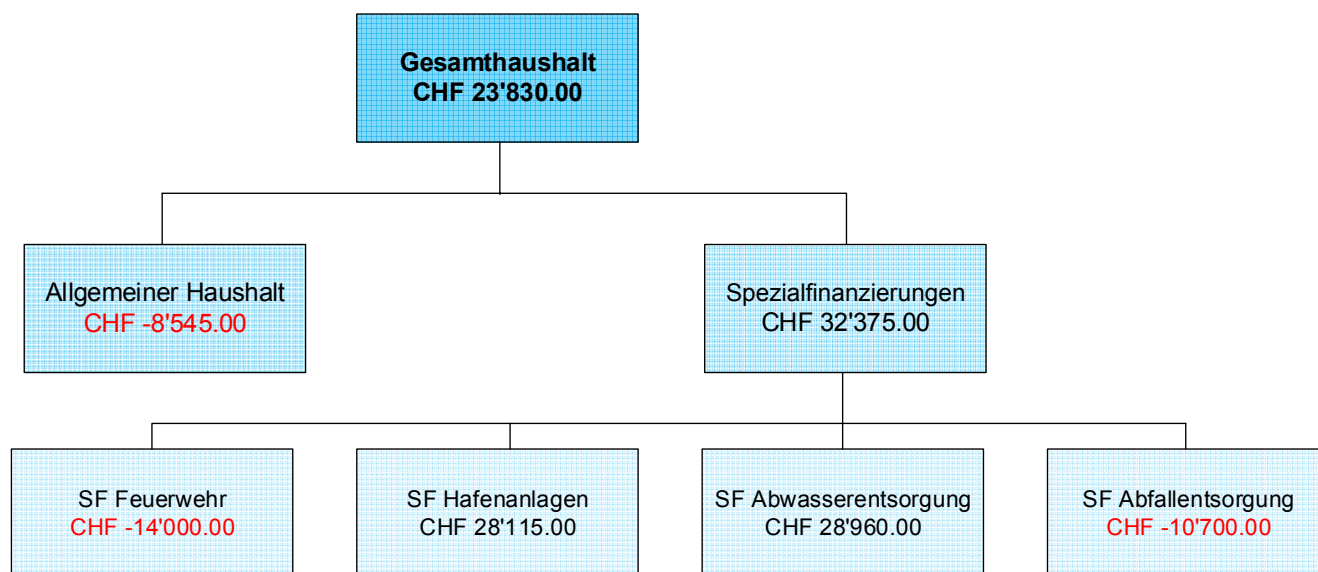 Gesamthaushalt
CHF 23'830.00
Allgemeiner Haushalt
CHF -8'545.00
Spezialfinanzierungen
CHF 32'375.00
SF Feuerwehr
CHF -14'000.00
SF Hafenanlagen
CHF 28'115.00
SF Abwasserentsorgung
CHF 28'960.00
SF Abfallentsorgung
CHF -10'700.00